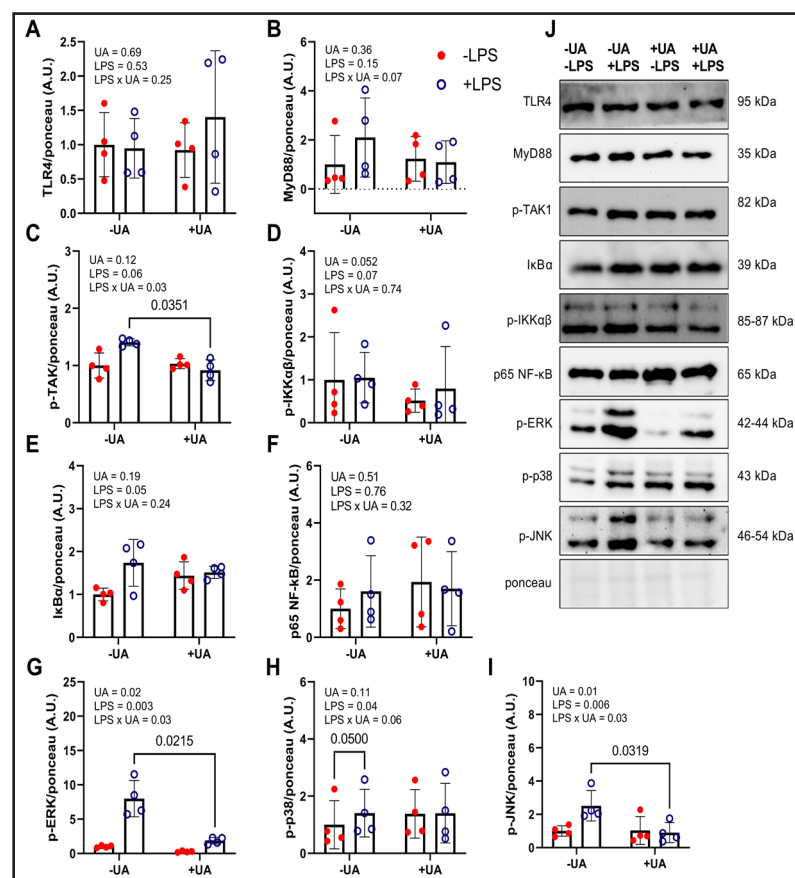 A
TLR4/ponceau (A.U.)
2.5
2.0
1.5
1.0
0.5
0.0
UA = 0.69
LPS = 0.53
LPS x UA = 0.25
-UA
+UA
B
MyD88/ponceau (A.U.)
6
4
2
0
UA = 0.36
LPS = 0.15
LPS x UA = 0.07
-UA
+UA
-LPS
+LPS
C
p-TAK/ponceau (A.U.)
3
2
1
0
UA = 0.12
LPS = 0.06
LPS x UA = 0.03
0.0351
-UA
+UA
D
p-IKKαβ/ponceau (A.U.)
4
3
2
1
0
UA = 0.052
LPS = 0.07
LPS x UA = 0.74
-UA
+UA
E
IκBα/ponceau (A.U.)
4
3
2
1
0
UA = 0.19
LPS = 0.05
LPS x UA = 0.24
-UA
+UA
F
p65 NF-kB/ponceau (A.U.)
6
4
2
0
UA = 0.51
LPS = 0.76
LPS x UA = 0.32
-UA
+UA
G
p-ERK/ponceau (A.U.)
25
20
15
10
5
0
UA = 0.02
LPS = 0.003
LPS x UA = 0.03
0.0215
-UA
+UA
H
p-p38/ponceau (A.U.)
5
4
3
2
1
0
UA = 0.11
LPS = 0.04
LPS x UA = 0.06
0.0500
-UA
+UA
I
p-JNK/ponceau (A.U.)
10
8
6
4
2
0
UA = 0.01
LPS = 0.006
LPS x UA = 0.03
0.0319
-UA
+UA
J
-UA -UA +UA +UA
-LPS +LPS -LPS +LPS
TLR4 95 kDa
MyD88 35 kDa
p-TAK1 82 kDa
IκBα 39 kDa
p-IKKαβ 85-87 kDa
p65 NF-κB 65 kDa
p-ERK 42-44 kDa
p-p38 43 kDa
p-JNK 46-54 kDa
ponceau